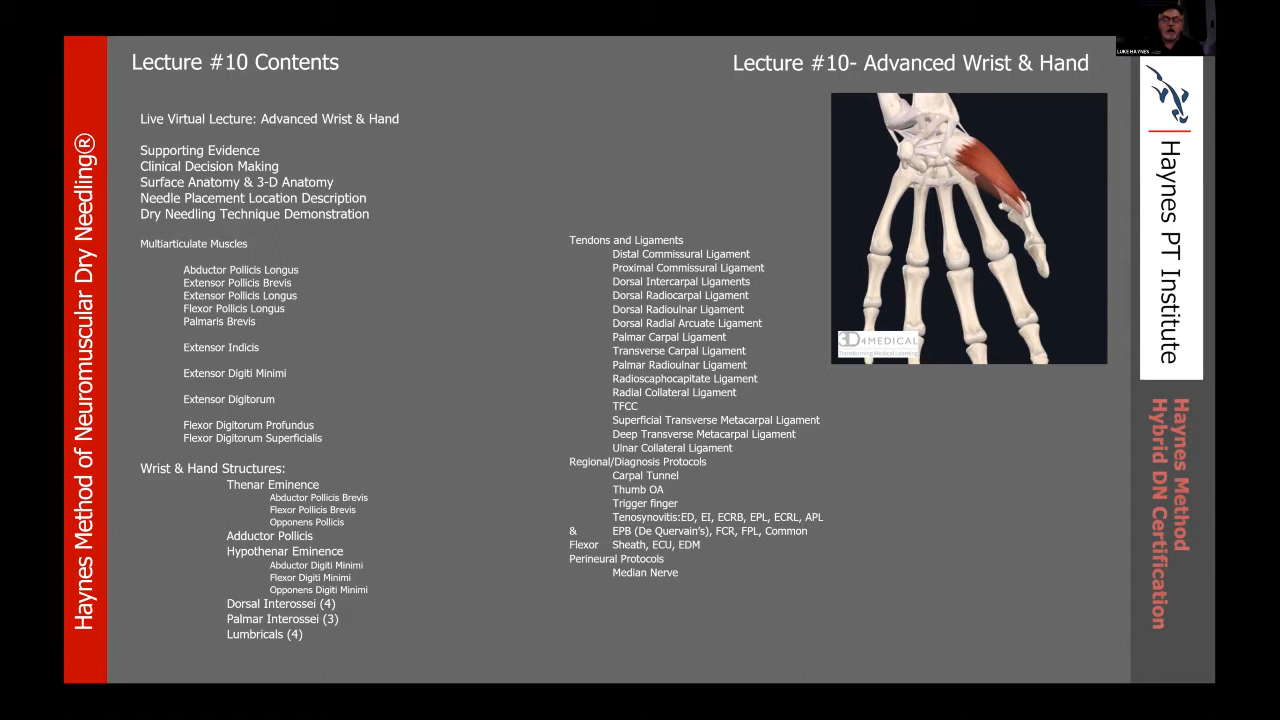 LUKE HAYNES
Lecture #10 Contents
Lecture #10- Advanced Wrist & Hand
Live Virtual Lecture: Advanced Wrist & Hand
Supporting Evidence
Clinical Decision Making
Surface Anatomy & 3-D Anatomy
Needle Placement Location Description
Dry Needling Technique Demonstration
Multiarticulate Muscles
Abductor Pollicis Longus
Extensor Pollicis Brevis
Extensor Pollicis Longus
Flexor Pollicis Longus
Palmaris Brevis
Extensor Indicis
Extensor Digiti Minimi
Extensor Digitorum
Flexor Digitorum Profundus
Flexor Digitorum Superficialis
Wrist & Hand Structures:
Thenar Eminence
Abductor Pollicis Brevis
Flexor Pollicis Brevis
Opponens Pollicis
Adductor Pollicis
Hypothenar Eminence
Abductor Digiti Minimi
Flexor Digiti Minimi
Opponens Digiti Minimi
Dorsal Interossei (4)
Palmar Interossei (3)
Lumbricals (4)
Tendons and Ligaments
Distal Commissural Ligament
Proximal Commissural Ligament
Dorsal Intercarpal Ligaments
Dorsal Radiocarpal Ligament
Dorsal Radioulnar Ligament
Dorsal Radial Arcuate Ligament
Palmar Carpal Ligament
Transverse Carpal Ligament
Palmar Radioulnar Ligament
Radioscaphocapitate Ligament
Radial Collateral Ligament
TFCC
Superficial Transverse Metacarpal Ligament
Deep Transverse Metacarpal Ligament
Ulnar Collateral Ligament
Regional/Diagnosis Protocols
Carpal Tunnel
Thumb OA
Trigger finger
Tenosynovitis:ED, EI, ECRB, EPL, ECRL, APL
& EPB (De Quervain's), FCR, FPL, Common
Flexor Sheath, ECU, EDM
Perineural Protocols
Median Nerve
3D4MEDICAL
Transforming Medical Learning
Haynes Method of Neuromuscular Dry Needling®
Haynes PT Institute
Haynes Method
Hybrid DN Certification